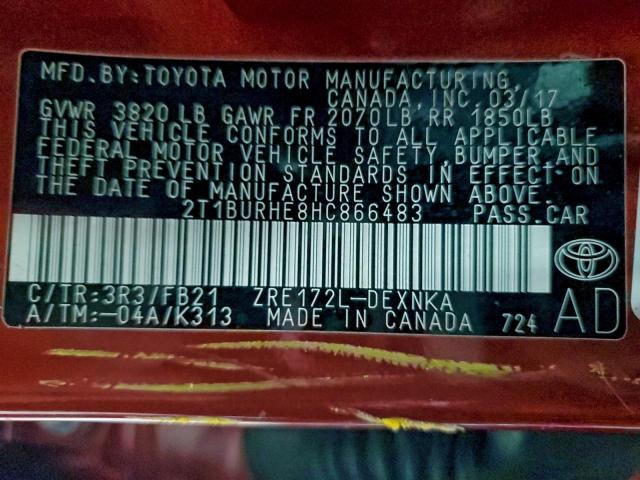 MFD.BY:TOYOTA MOTOR MANUFACTURING,
CANADA,INC.03/17
GVWR 3820LB GAWR FR 2070LB RR 1850LB
THIS VEHICLE CONFORMS TO ALL APPLICABLE
FEDERAL MOTOR VEHICLE SAFETY,BUMPER,AND
THEFT PREVENTION STANDARDS IN EFFECT ON
THE DATE OF MANUFACTURE SHOWN ABOVE.
2T1BURHE8HC866483 PASS.CAR
C/TR:3R3/FB21 ZRE172L-DEXNKA
A/TM:-04A/K313 MADE IN CANADA 724
AD